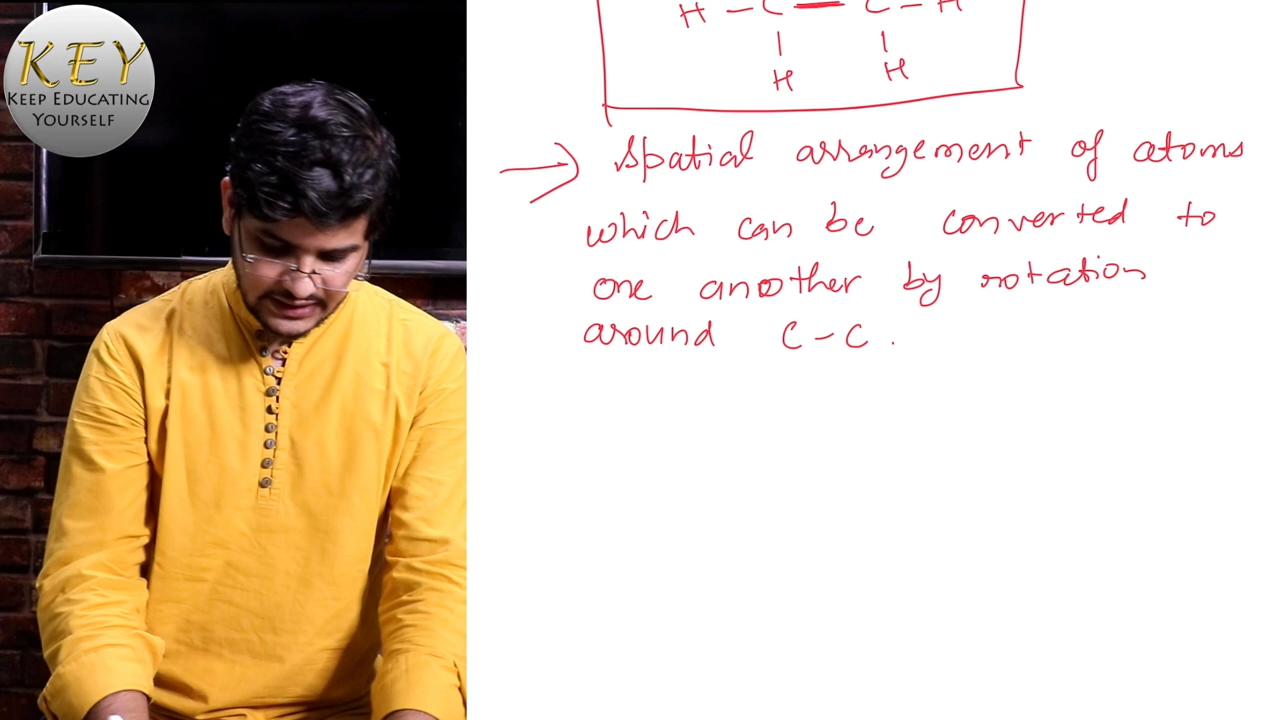 KEY
KEEP EDUCATING
YOURSELF
H – C — C – H
| |
H H
→ Spatial arrangement of atoms
which can be converted to
one another by rotation
around C – C .